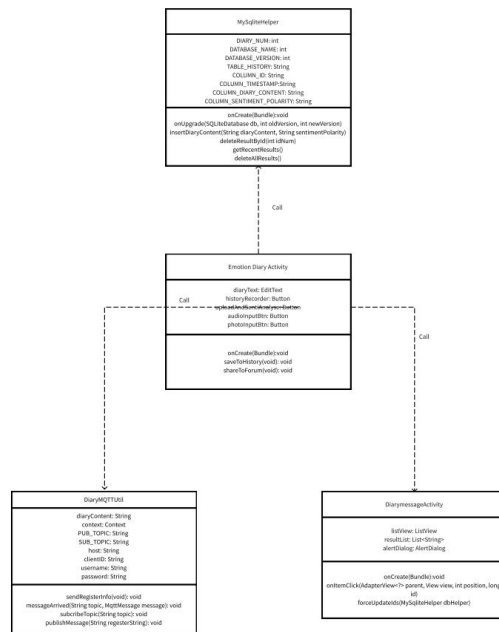 MySqliteHelper
DIARY_NUM: int
DATABASE_NAME: int
DATABASE_VERSION: int
TABLE_HISTORY: String
COLUMN_ID: String
COLUMN_TIMESTAMP:String
COLUMN_DIARY_CONTENT: String
COLUMN_SENTIMENT_POLARITY: String
onCreate(Bundle):void
onUpgrade(SQLiteDatabase db, int oldVersion, int newVersion)
insertDiaryContent(String diaryContent, String sentimentPolarity)
deleteResultById(int idNum)
getRecentResults()
deleteAllResults()
Call
Emotion Diary Activity
diaryText: EditText
historyRecorder: Button
Call
uploadAndSentiAnalyse: Button
audioInputBtn: Button
photoInputBtn: Button
onCreate(Bundle):void
saveToHistory(void): void
shareToForum(void): void
Call
DiaryMQTTUtil
diaryContent: String
context: Context
PUB_TOPIC: String
SUB_TOPIC: String
host: String
clientID: String
username: String
password: String
sendRegisterInfo(void): void
messageArrived(String topic, MqttMessage message): void
subcribeTopic(String topic): void
publishMessage(String regesterString): void
DiarymessageActivity
listView: ListView
resultList: List<String>
alertDialog: AlertDialog
onCreate(Bundle):void
onItemClick(AdapterView<?> parent, View view, int position, long
id)
forceUpdateIds(MySqliteHelper dbHelper)